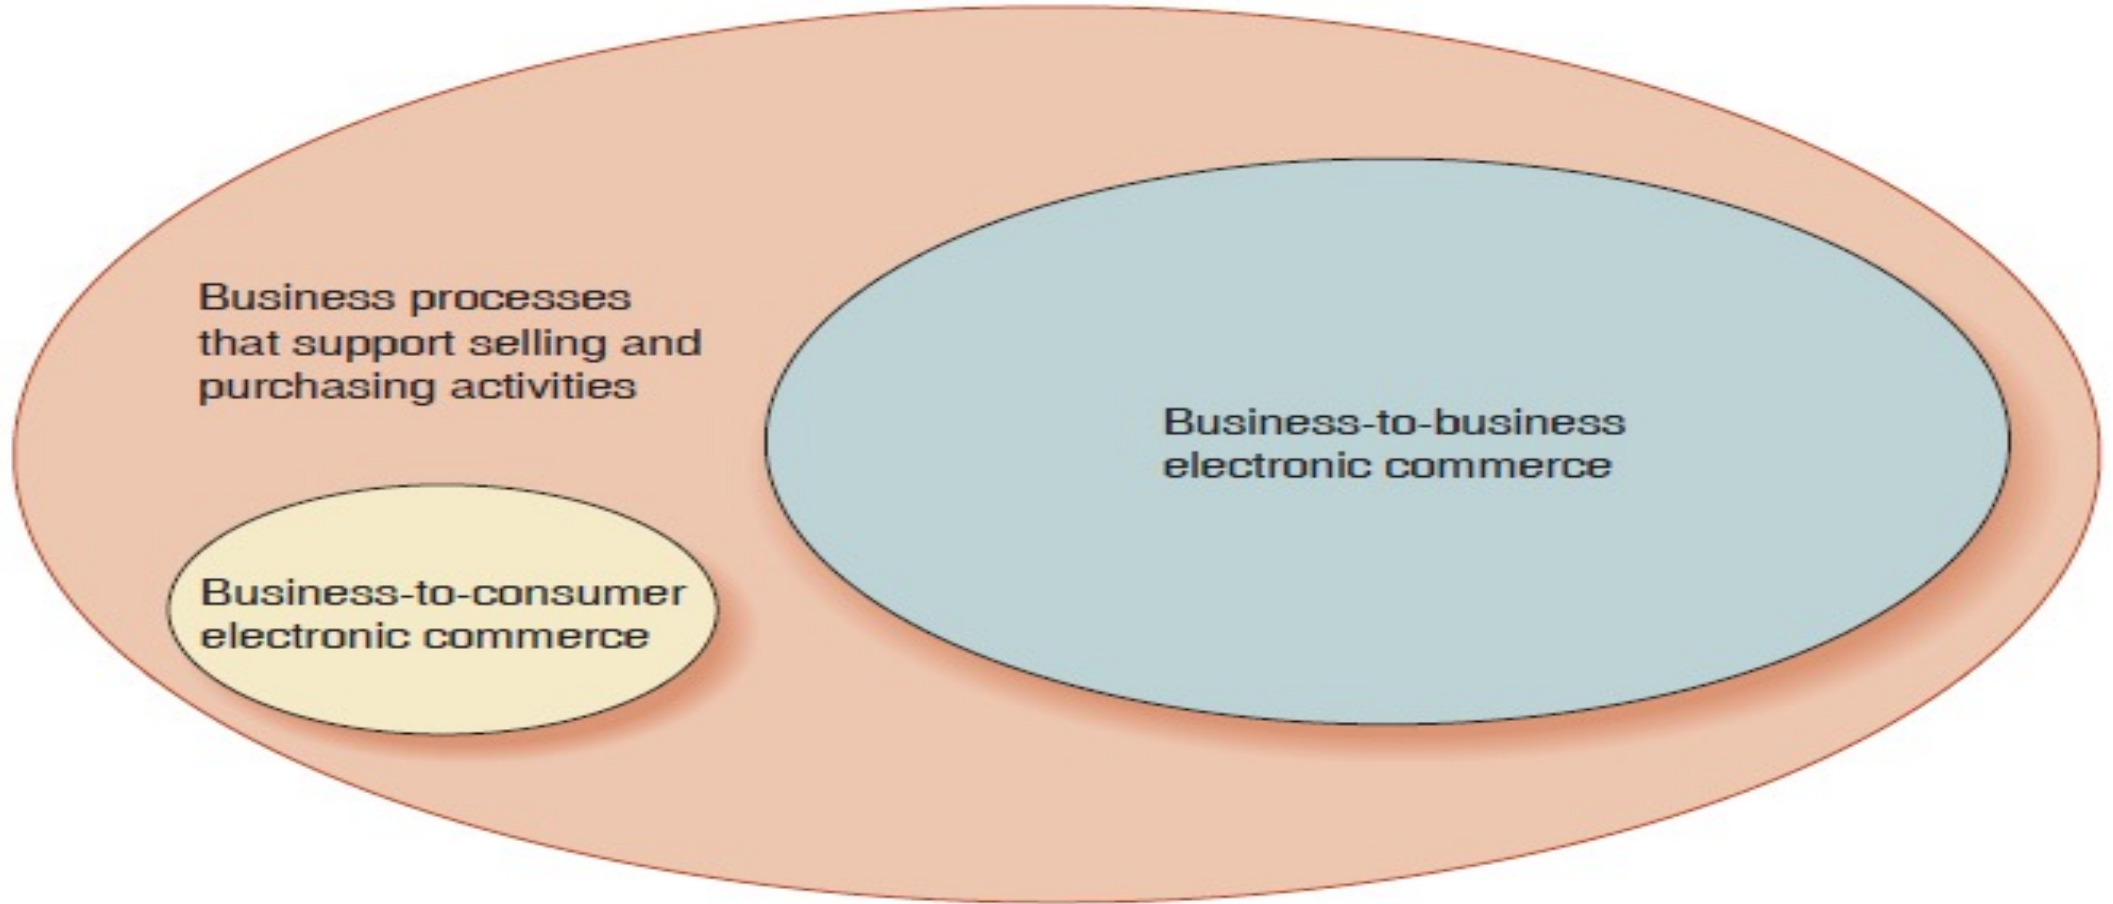 Business processes
that support selling and
purchasing activities
Business-to-business
electronic commerce
Business-to-consumer
electronic commerce